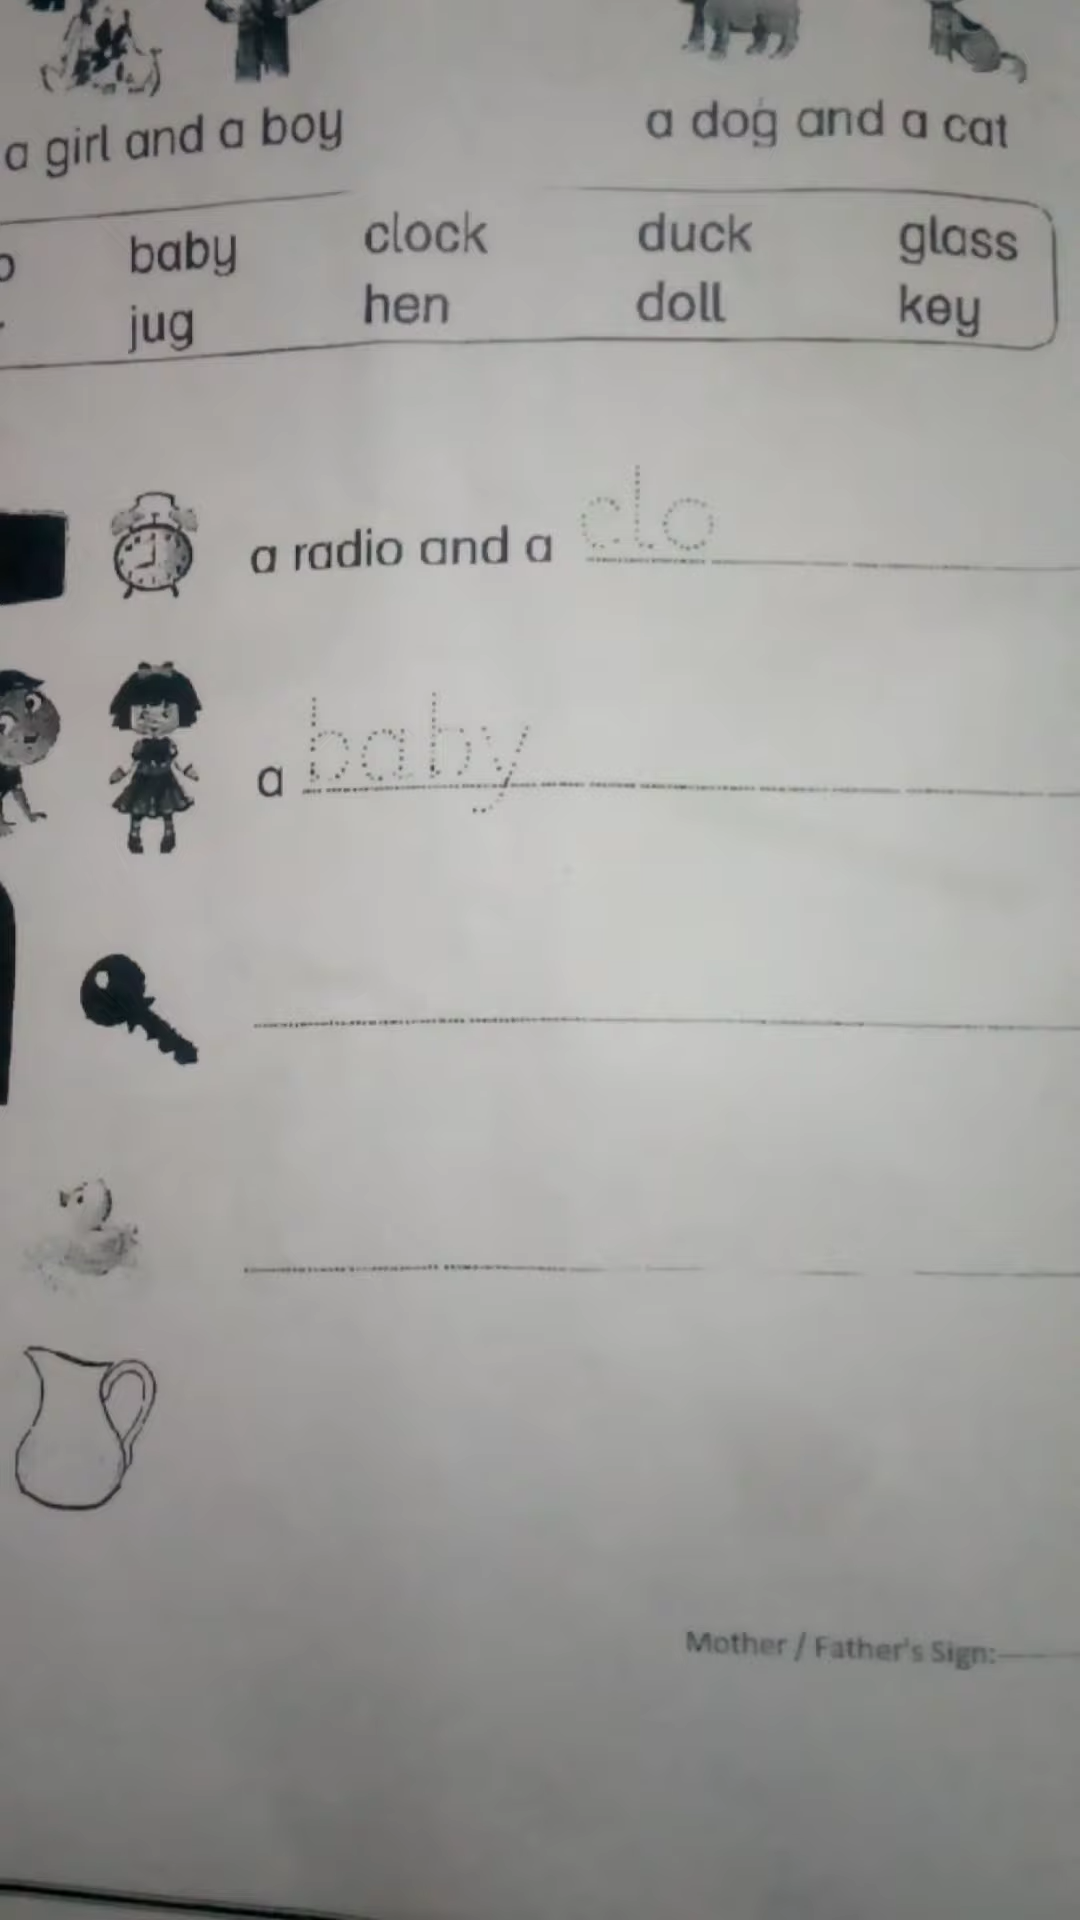 a girl and a boy a dog and a cat
baby clock duck glass
jug hen doll key
a radio and a clo
a baby
Mother / Father's Sign: